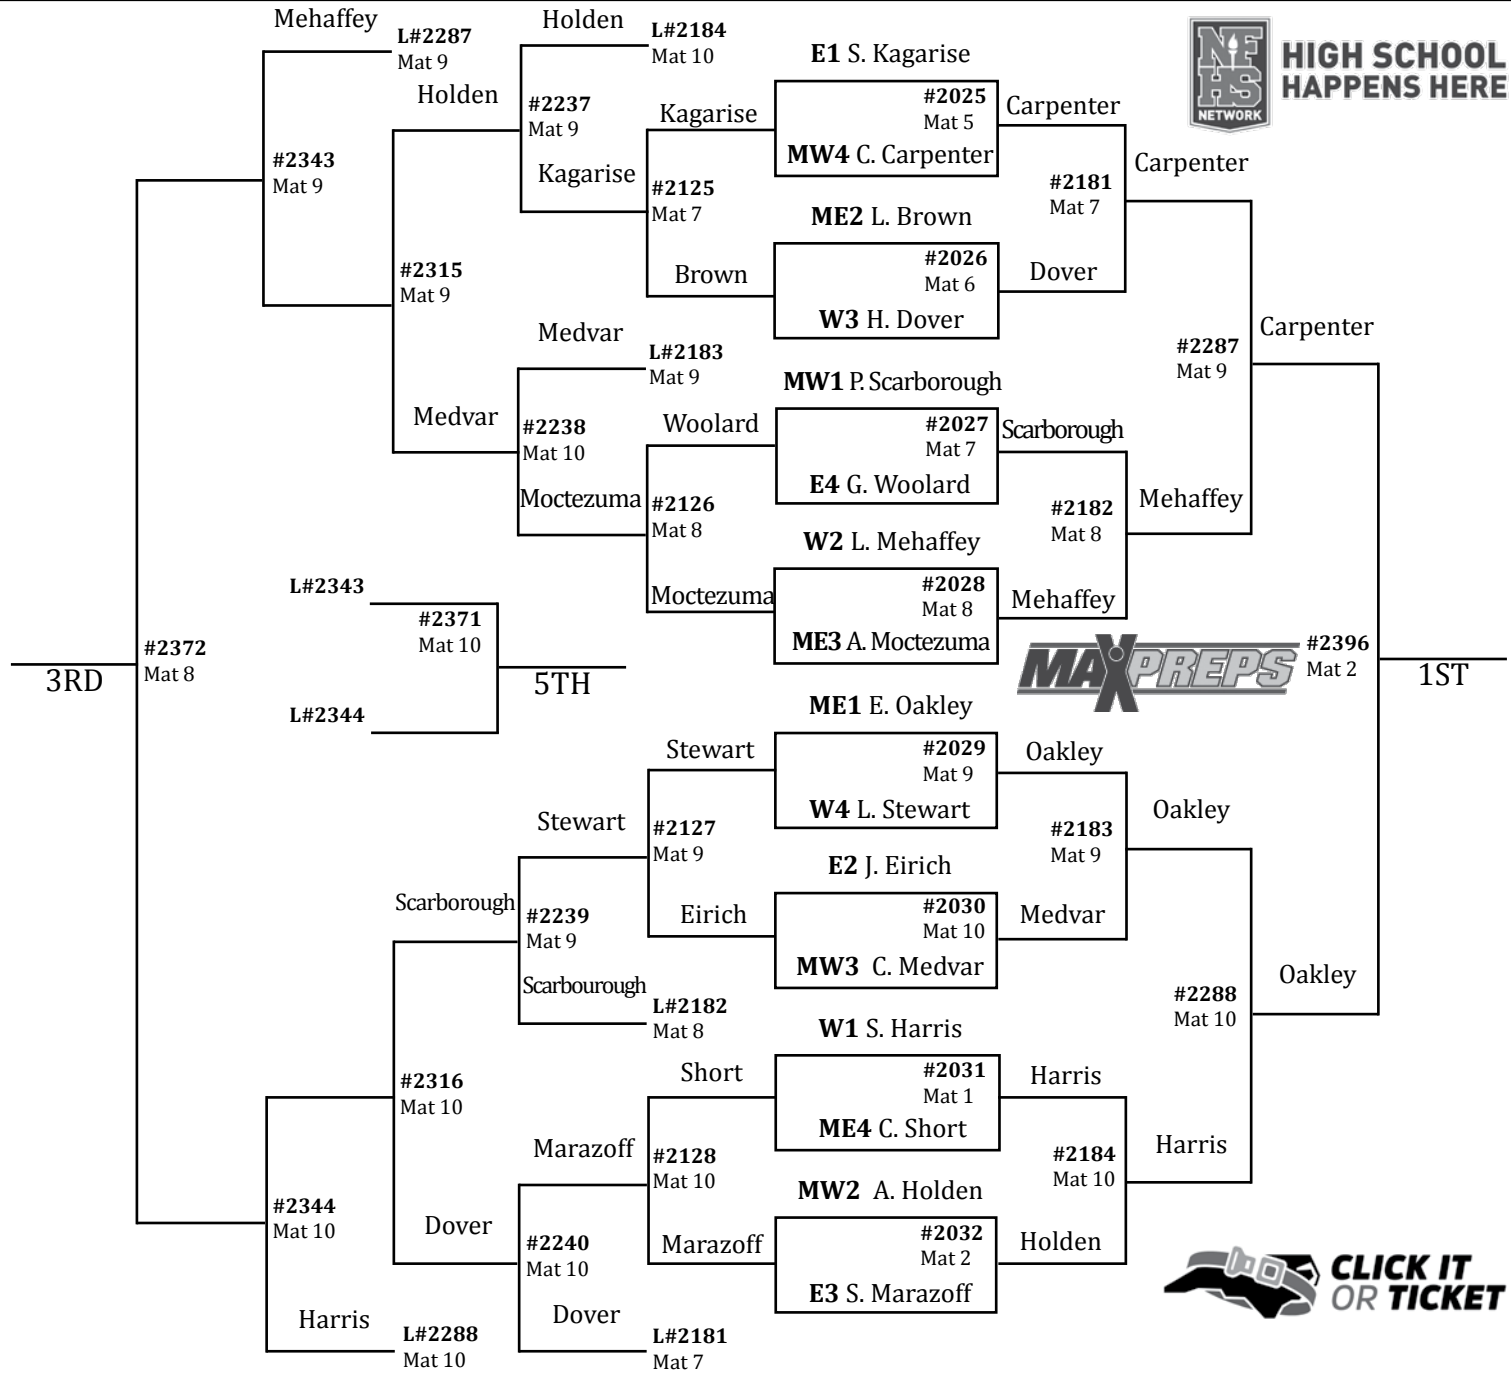 Mehaffey
L#2287
Mat 9
Holden
L#2184
Mat 10
E1 S. Kagarise
NFHS
NETWORK
HIGH SCHOOL
HAPPENS HERE
Holden
#2237
Mat 9
Kagarise
#2025
Mat 5
Carpenter
MW4 C. Carpenter
#2343
Mat 9
Kagarise
#2125
Mat 7
#2181
Mat 7
Carpenter
ME2 L. Brown
#2315
Mat 9
Brown
#2026
Mat 6
Dover
W3 H. Dover
Medvar
L#2183
Mat 9
#2287
Mat 9
Carpenter
MW1 P. Scarborough
Medvar
#2238
Mat 10
Woolard
#2027
Mat 7
Scarborough
E4 G. Woolard
Moctezuma
#2126
Mat 8
#2182
Mat 8
Mehaffey
W2 L. Mehaffey
L#2343
#2371
Mat 10
Moctezuma
#2028
Mat 8
Mehaffey
ME3 A. Moctezuma
3RD
#2372
Mat 8
5TH
MAXPREPS
#2396
Mat 2
1ST
L#2344
ME1 E. Oakley
Stewart
#2029
Mat 9
Oakley
W4 L. Stewart
Stewart
#2127
Mat 9
#2183
Mat 9
Oakley
E2 J. Eirich
Scarborough
#2239
Mat 9
Eirich
#2030
Mat 10
Medvar
MW3 C. Medvar
Scarbourough
L#2182
Mat 8
#2288
Mat 10
Oakley
W1 S. Harris
#2316
Mat 10
Short
#2031
Mat 1
Harris
ME4 C. Short
Marazoff
#2128
Mat 10
#2184
Mat 10
Harris
MW2 A. Holden
#2344
Mat 10
Dover
#2240
Mat 10
Marazoff
#2032
Mat 2
Holden
E3 S. Marazoff
Harris
L#2288
Mat 10
Dover
L#2181
Mat 7
CLICK IT
OR TICKET